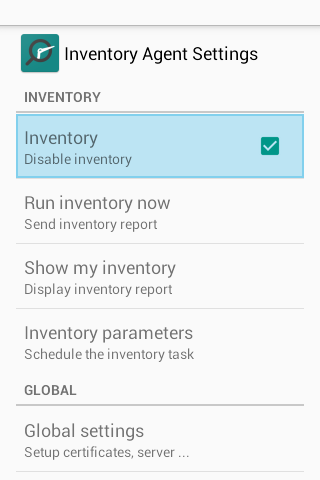 Inventory Agent Settings
INVENTORY
Inventory
Disable inventory
Run inventory now
Send inventory report
Show my inventory
Display inventory report
Inventory parameters
Schedule the inventory task
GLOBAL
Global settings
Setup certificates, server ...